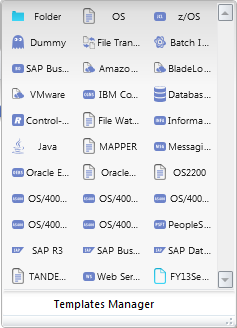 Folder OS z/OS
Dummy File Tran... Batch I...
SAP Bus... Amazo... BladeLo...
VMware IBM Co... Databas...
Control-... File Wat... Informa...
Java MAPPER Messagi...
Oracle E... Oracle... OS2200
OS/400... OS/400... OS/400...
OS/400... OS/400... PeopleS...
SAP R3 SAP Bus... SAP Dat...
TANDE... Web Ser... FY13Se...
Templates Manager